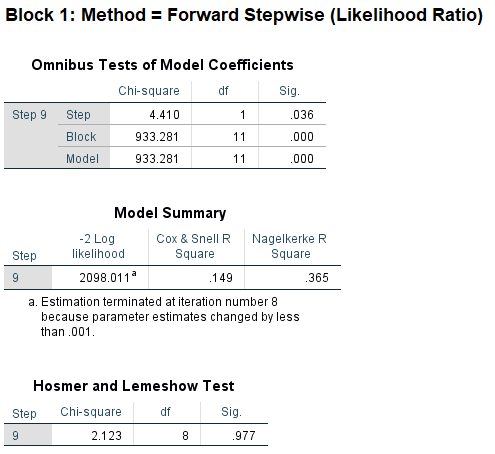 Block 1: Method = Forward Stepwise (Likelihood Ratio)
Omnibus Tests of Model Coefficients
Chi-square df Sig.
Step 9 Step 4.410 1 .036
Block 933.281 11 .000
Model 933.281 11 .000
Model Summary
-2 Log Cox & Snell R Nagelkerke R
Step likelihood Square Square
9 2098.011a .149 .365
a. Estimation terminated at iteration number 8
because parameter estimates changed by less
than .001.
Hosmer and Lemeshow Test
Step Chi-square df Sig.
9 2.123 8 .977